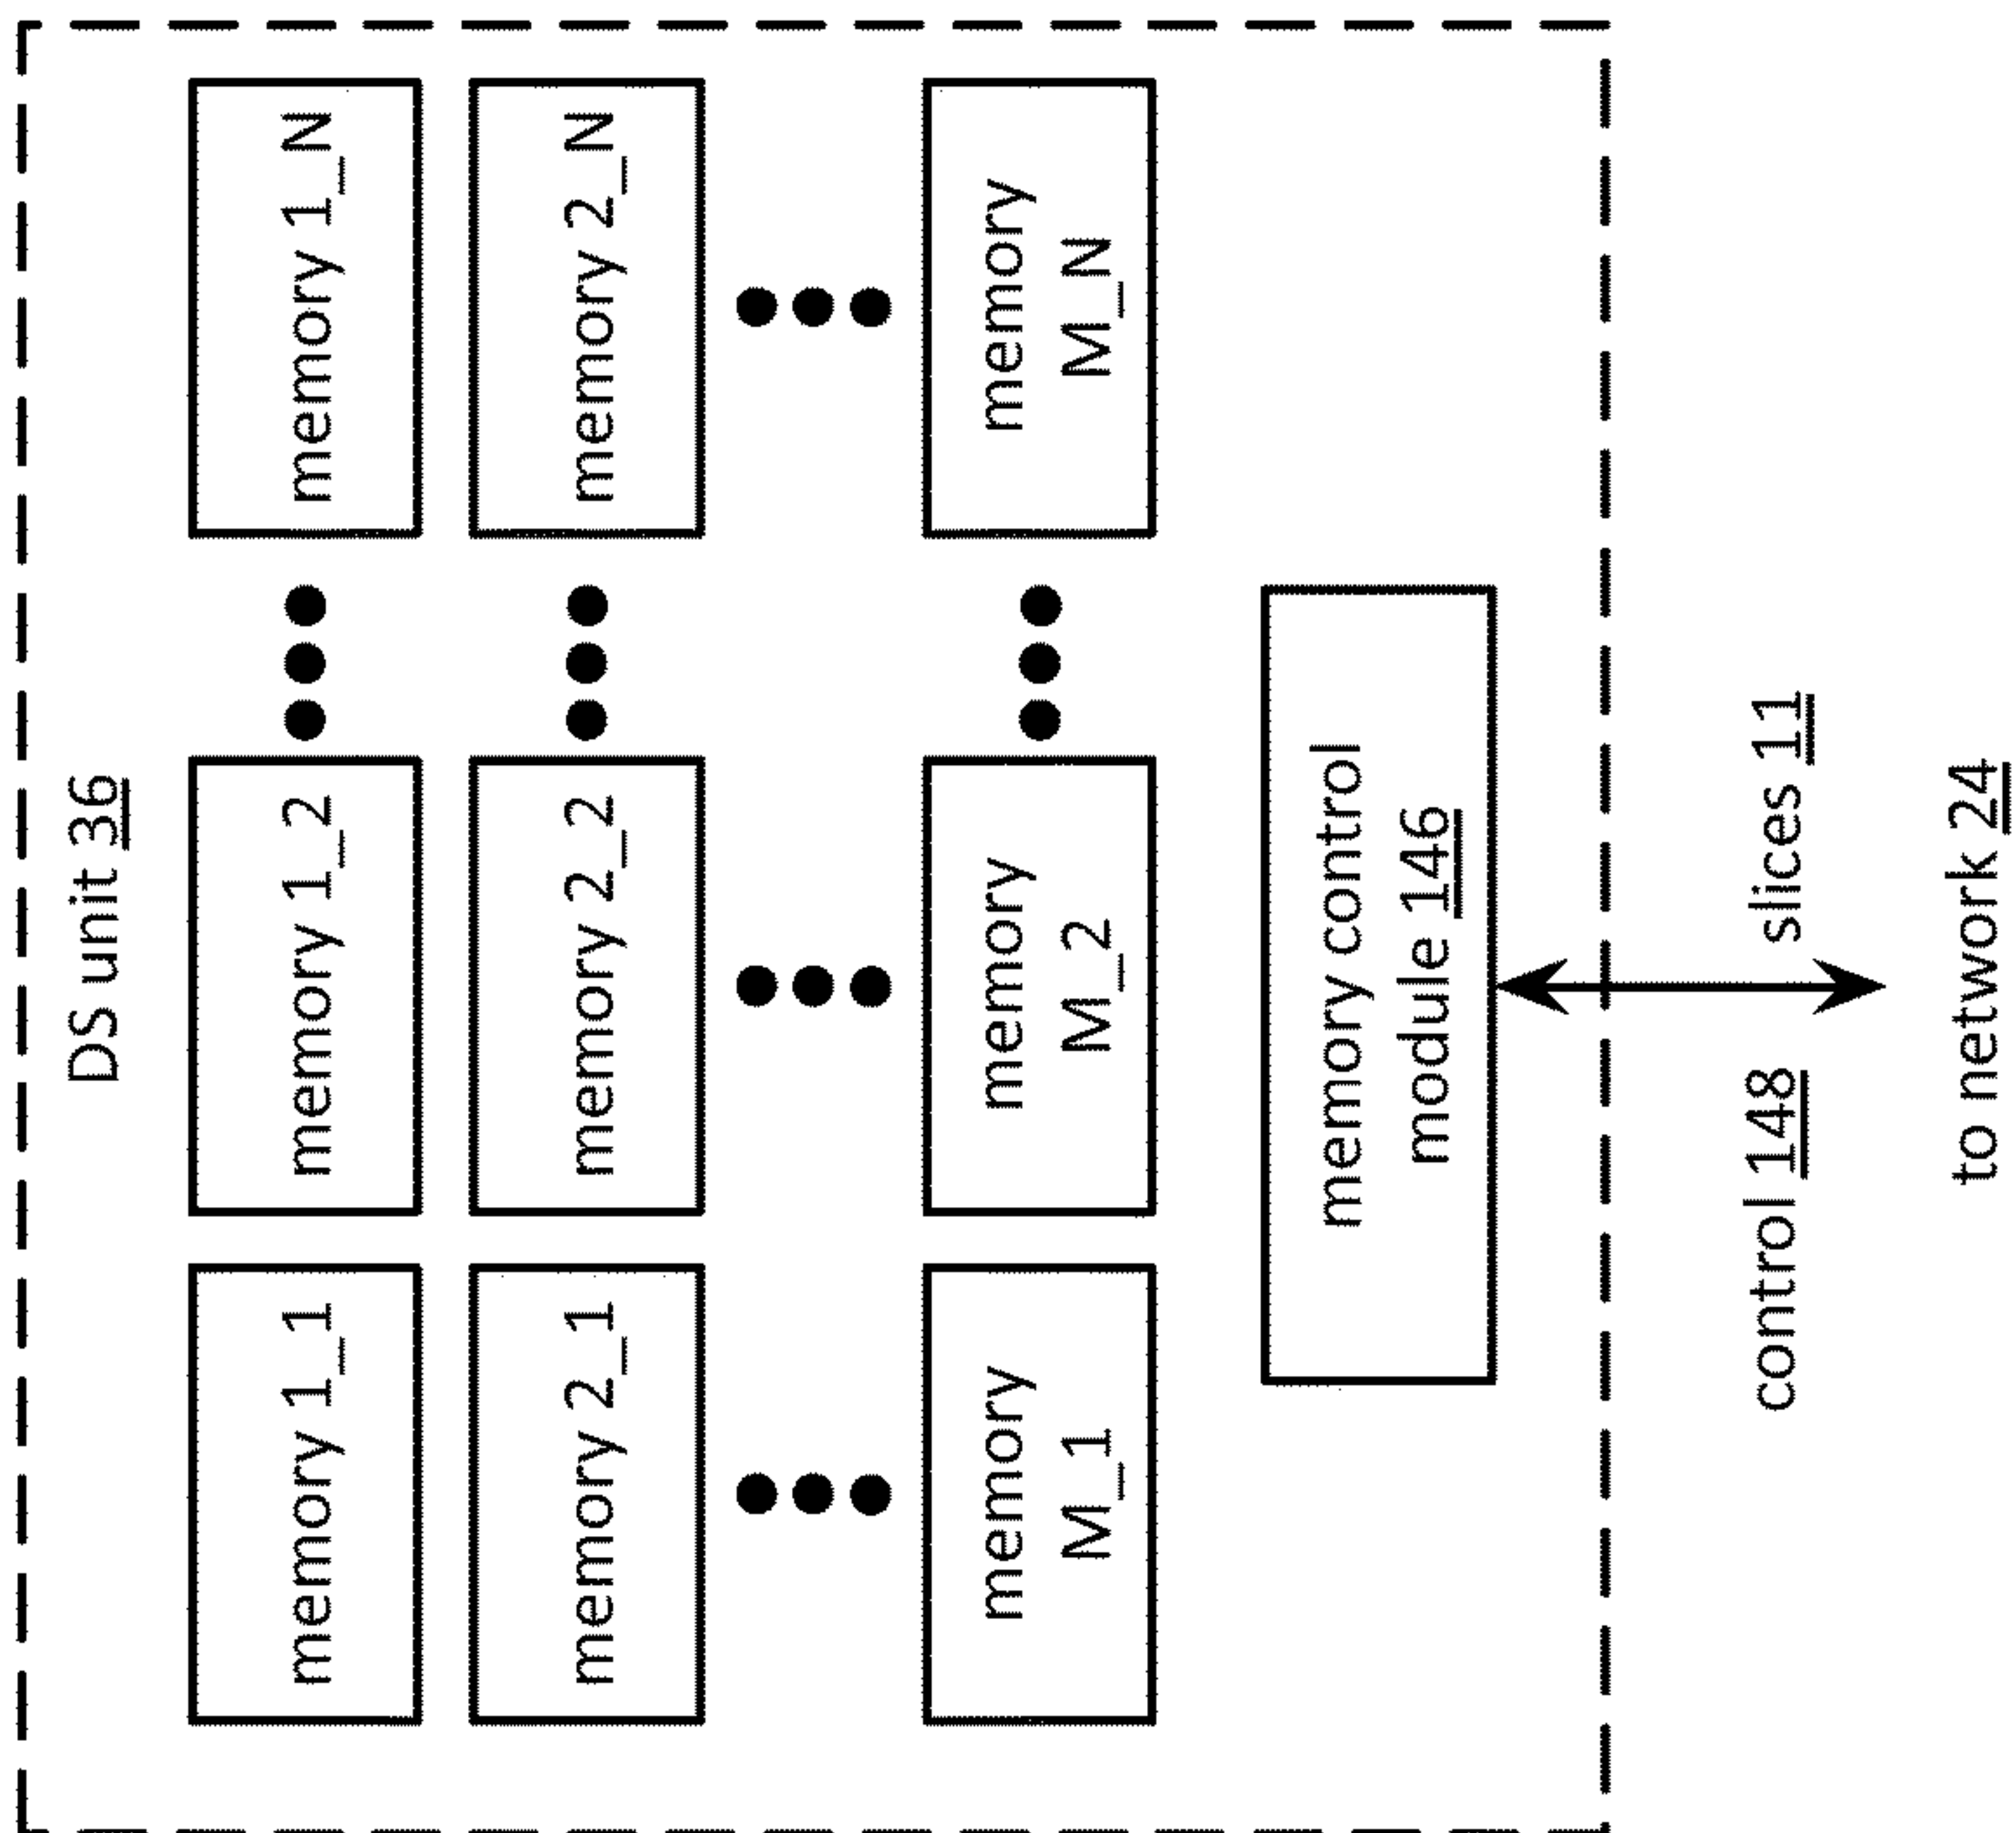 DS unit 36
memory 1_1
memory 1_2
memory 1_N
memory 2_1
memory 2_2
memory 2_N
memory
M_1
memory
M_2
memory
M_N
memory control
module 146
control 148
slices 11
to network 24